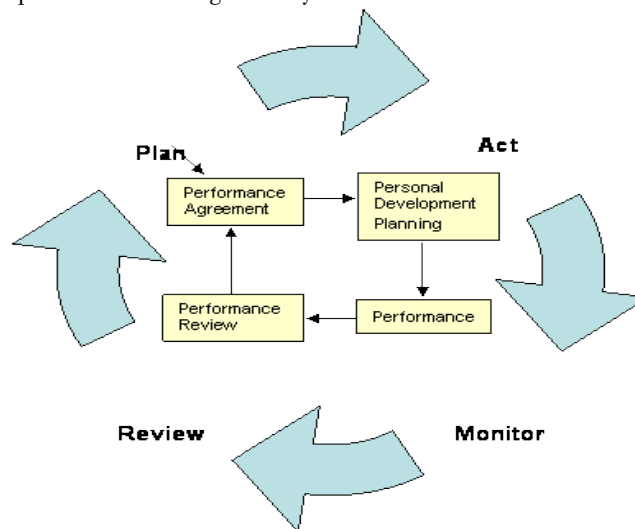 Plan
Act
Performance
Agreement
Personal
Development
Planning
Performance
Review
Performance
Review
Monitor